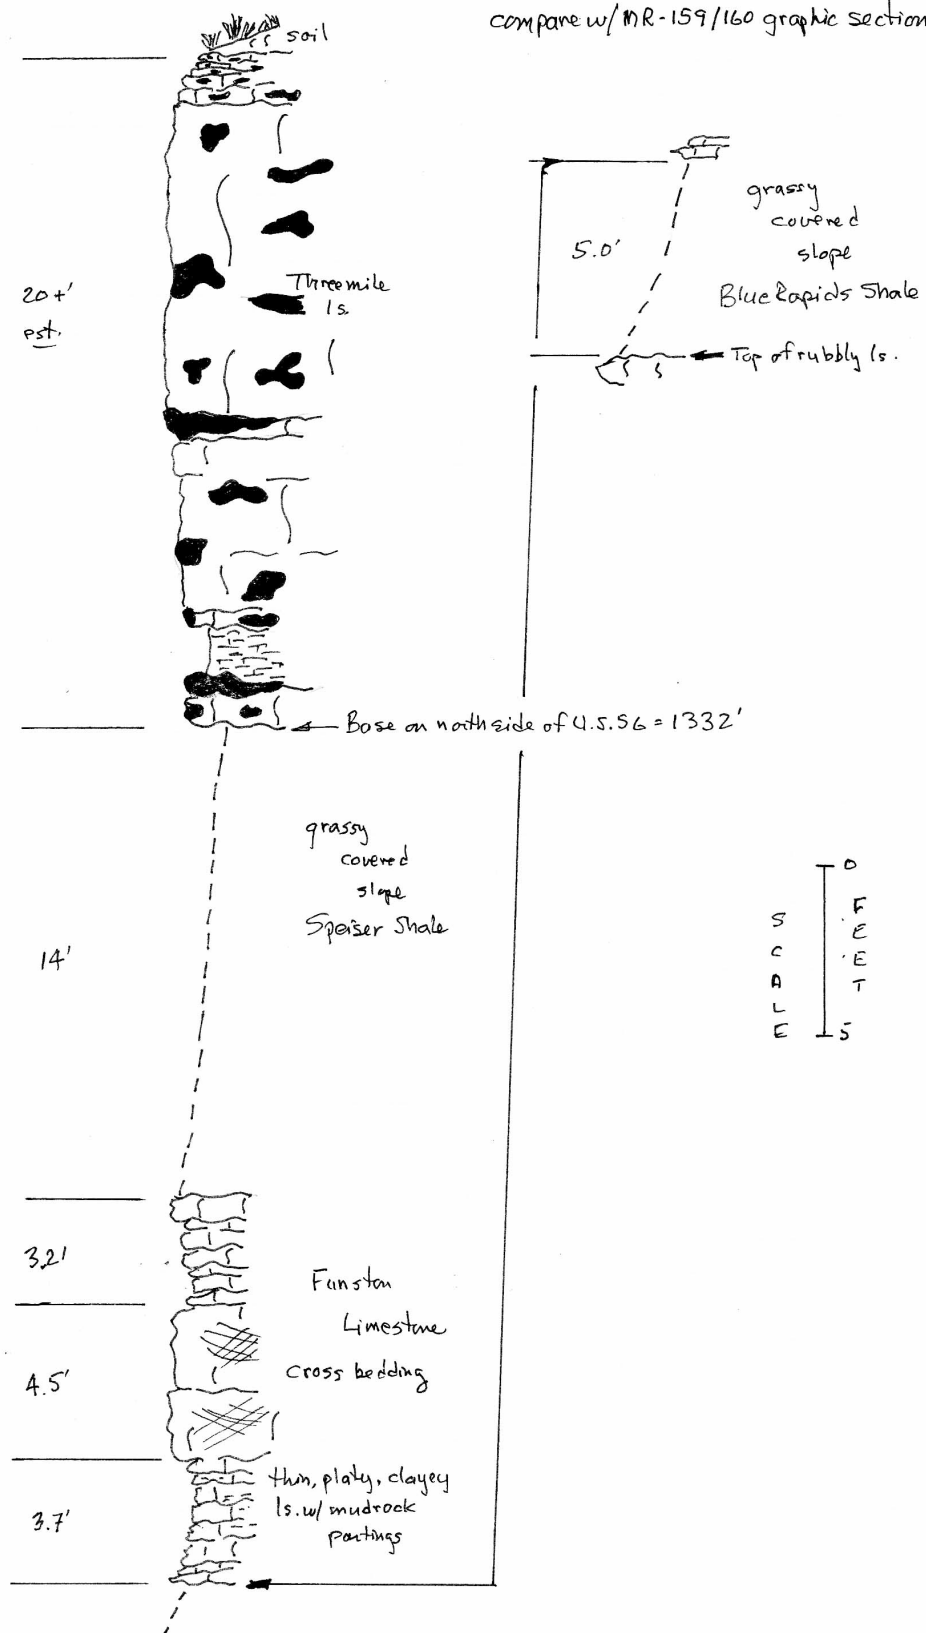 compare w/ MR-159/160 graphic section
soil
grassy
covered
slope
Blue Rapids Shale
5.0'
Top of rubbly ls.
Threemile
ls.
20+'
est.
Base on north side of U.S.56 = 1332'
grassy
covered
slope
Speiser Shale
14'
SCALE
0
FEET
5
3.2'
Funston
Limestone
cross bedding
4.5'
thin, platy, clayey
ls. w/ mudrock
partings
3.7'